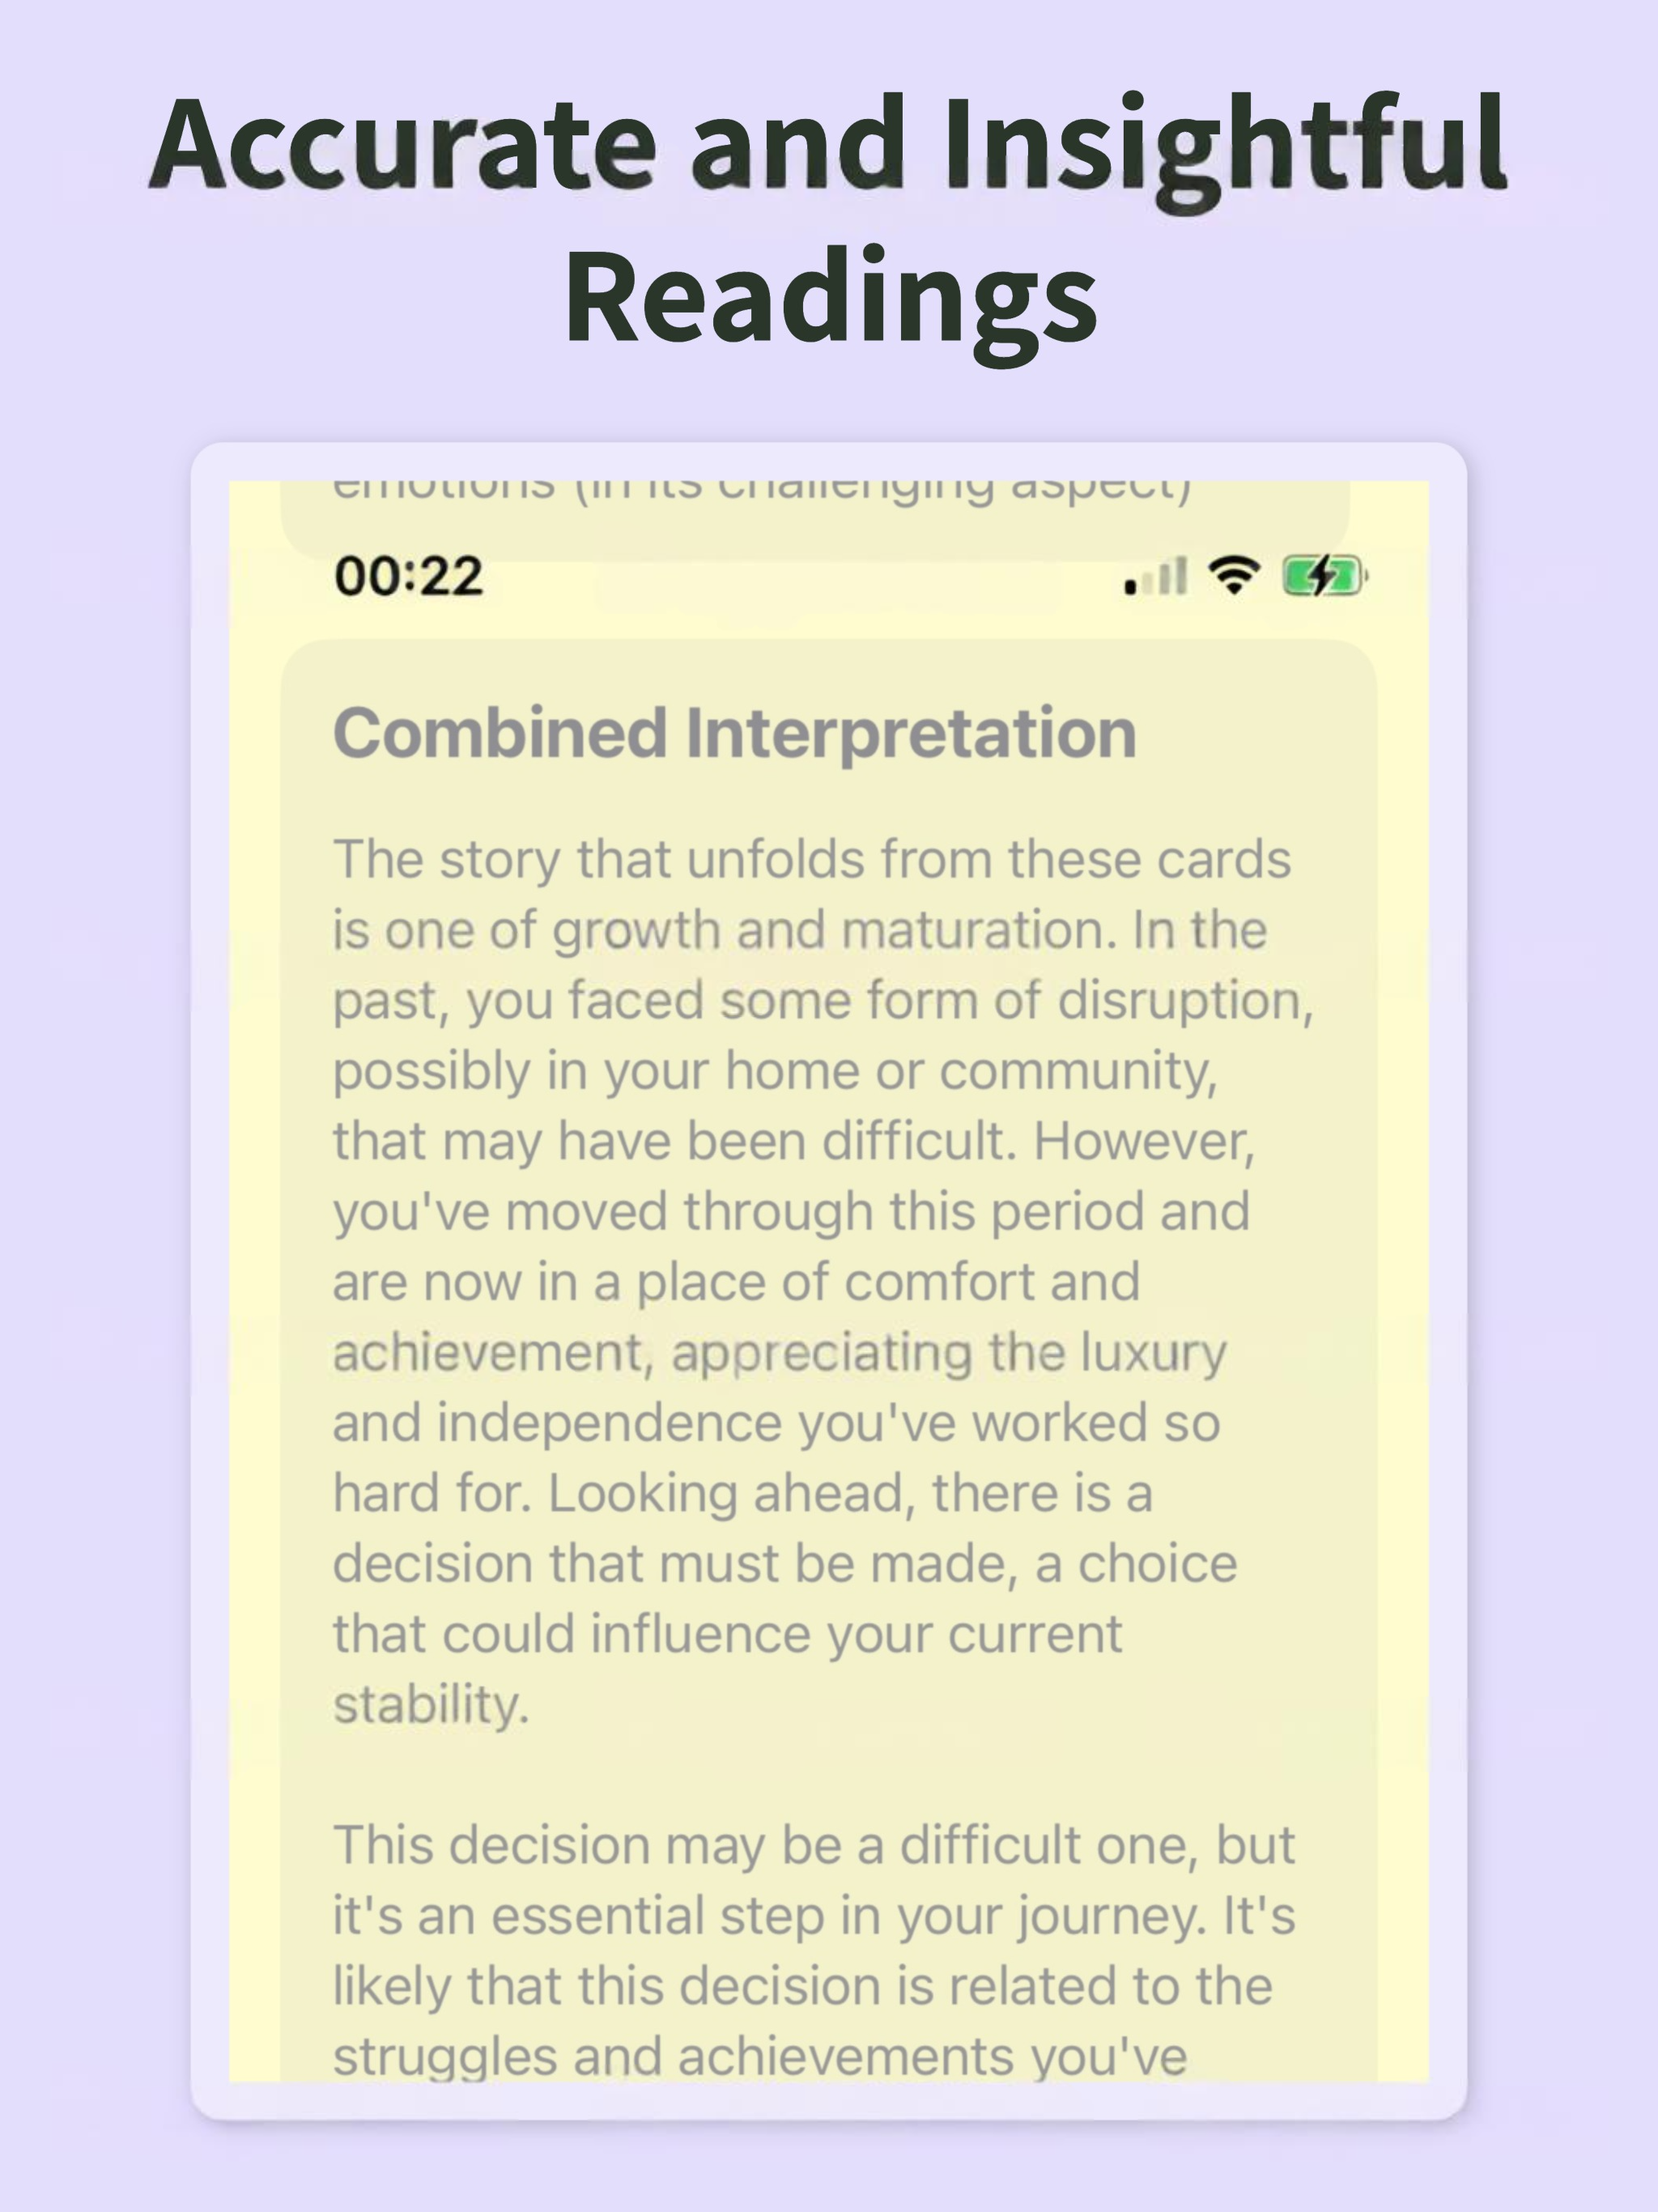 Accurate and Insightful
Readings
emotions (in its challenging aspect)
00:22
Combined Interpretation
The story that unfolds from these cards
is one of growth and maturation. In the
past, you faced some form of disruption,
possibly in your home or community,
that may have been difficult. However,
you've moved through this period and
are now in a place of comfort and
achievement, appreciating the luxury
and independence you've worked so
hard for. Looking ahead, there is a
decision that must be made, a choice
that could influence your current
stability.
This decision may be a difficult one, but
it's an essential step in your journey. It's
likely that this decision is related to the
struggles and achievements you've